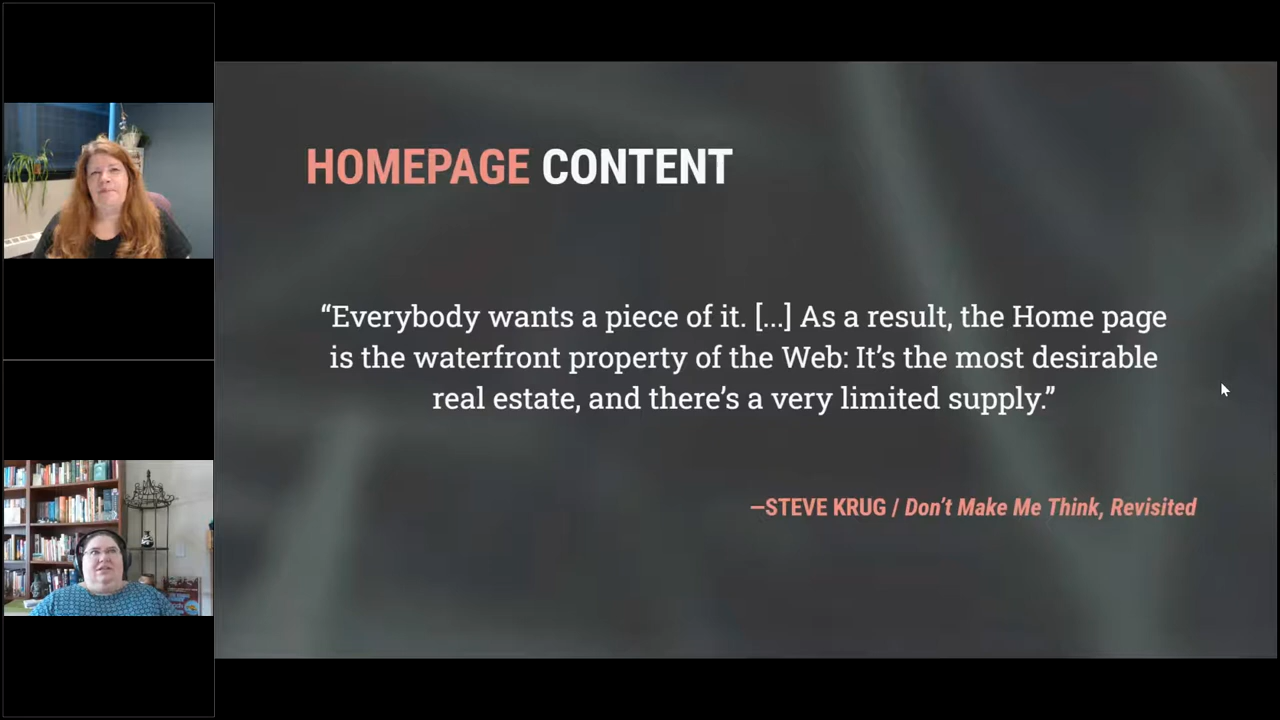 HOMEPAGE CONTENT
“Everybody wants a piece of it. [...] As a result, the Home page
is the waterfront property of the Web: It’s the most desirable
real estate, and there’s a very limited supply.”
—STEVE KRUG / Don’t Make Me Think, Revisited